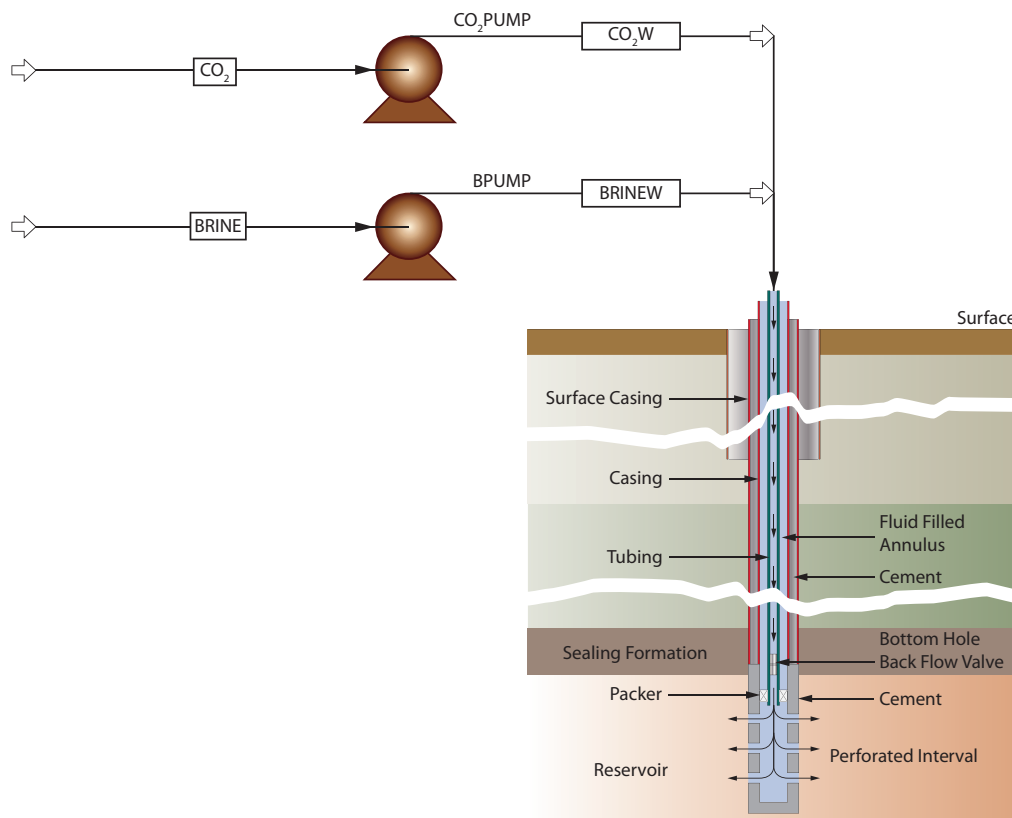 CO₂PUMP
CO₂W
CO₂
BPUMP
BRINEW
BRINE
Surface
Surface Casing
Casing
Fluid Filled
Annulus
Tubing
Cement
Bottom Hole
Sealing Formation
Back Flow Valve
Packer
Cement
Perforated Interval
Reservoir